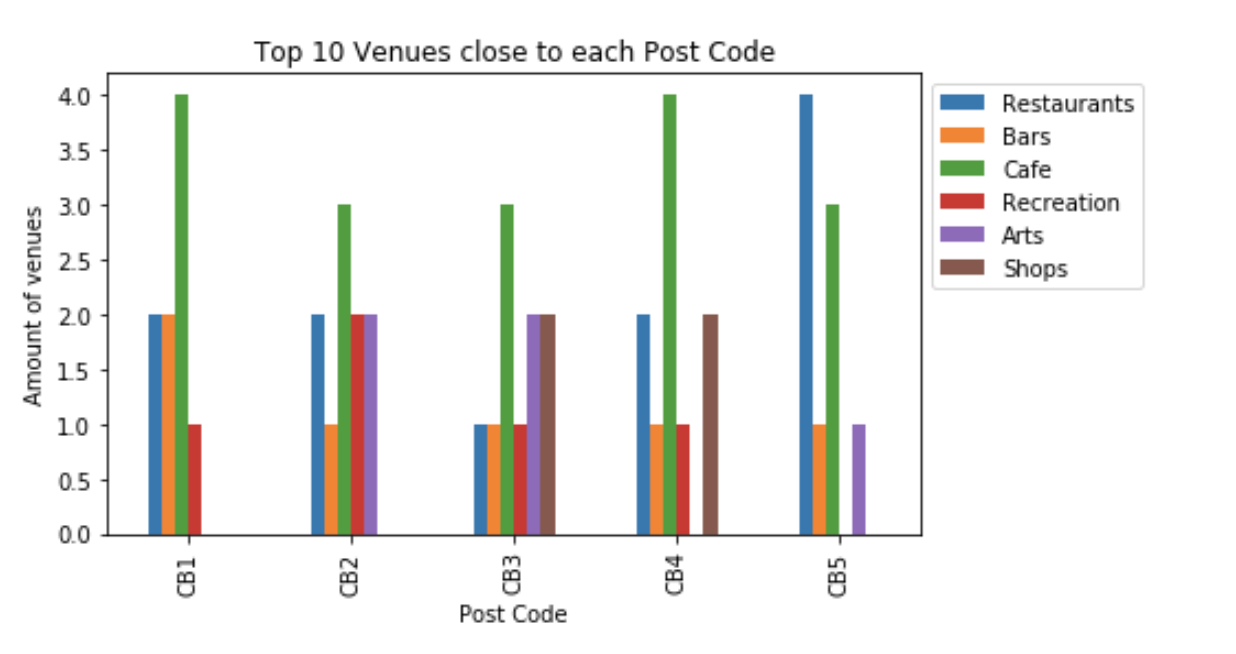 Top 10 Venues close to each Post Code
Amount of venues
4.0
3.5
3.0
2.5
2.0
1.5
1.0
0.5
0.0
CB1
CB2
CB3
CB4
CB5
Post Code
Restaurants
Bars
Cafe
Recreation
Arts
Shops